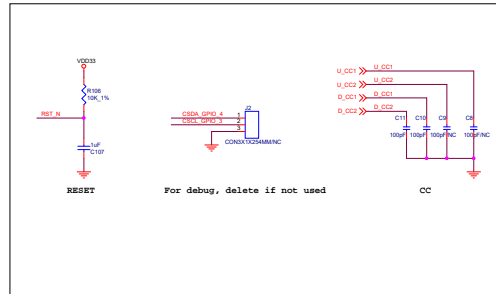 VDD33
R106
10K_1%
RST_N
1uF
C107
RESET
J2
CSDA_GPIO_4 1
CSCL_GPIO_3 2
3
CON3X1X254MM/NC
For debug, delete if not used
U_CC1 U_CC1
U_CC2 U_CC2
D_CC1 D_CC1
D_CC2 D_CC2
C11 C10 C9 C8
100pF 100pF 100pF/NC 100pF/NC
CC